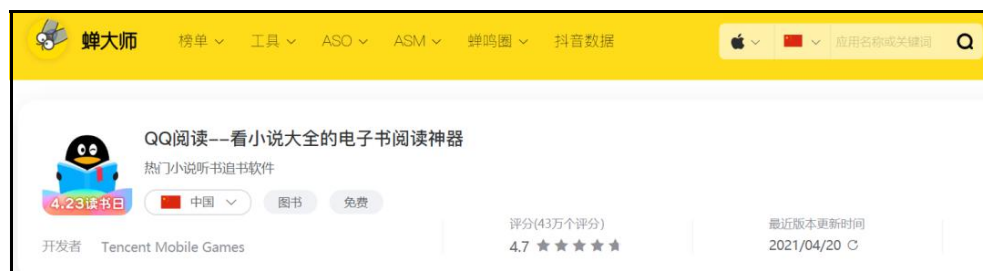 蝉大师 榜单 工具 ASO ASM 蝉鸣圈 抖音数据 应用名称或关键词
QQ阅读--看小说大全的电子书阅读神器
热门小说听书追书软件
4.23读书日
中国 图书 免费
评分(43万个评分) 最近版本更新时间
开发者 Tencent Mobile Games 4.7 2021/04/20